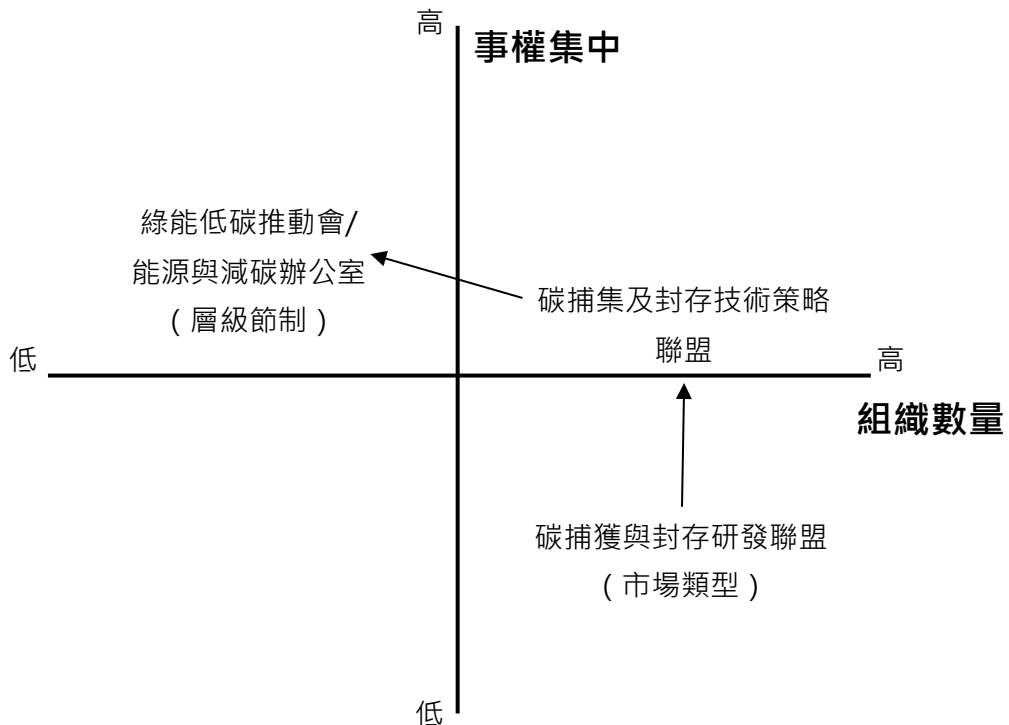 高
事權集中
綠能低碳推動會/
能源與減碳辦公室
（層級節制）
碳捕集及封存技術策略
聯盟
低
高
組織數量
碳捕獲與封存研發聯盟
（市場類型）
低